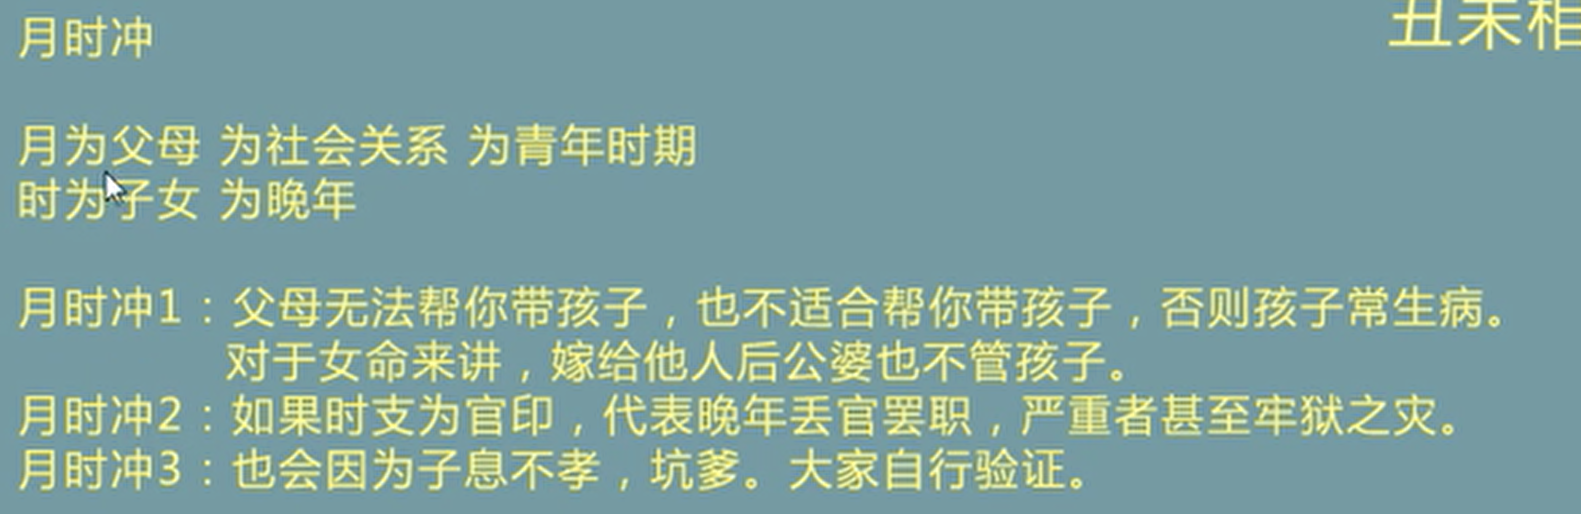 月时冲
丑未相
月为父母 为社会关系 为青年时期
时为子女 为晚年
月时冲1：父母无法帮你带孩子，也不适合帮你带孩子，否则孩子常生病。
对于女命来讲，嫁给他人后公婆也不管孩子。
月时冲2：如果时支为官印，代表晚年丢官罢职，严重者甚至牢狱之灾。
月时冲3：也会因为子息不孝，坑爹。大家自行验证。